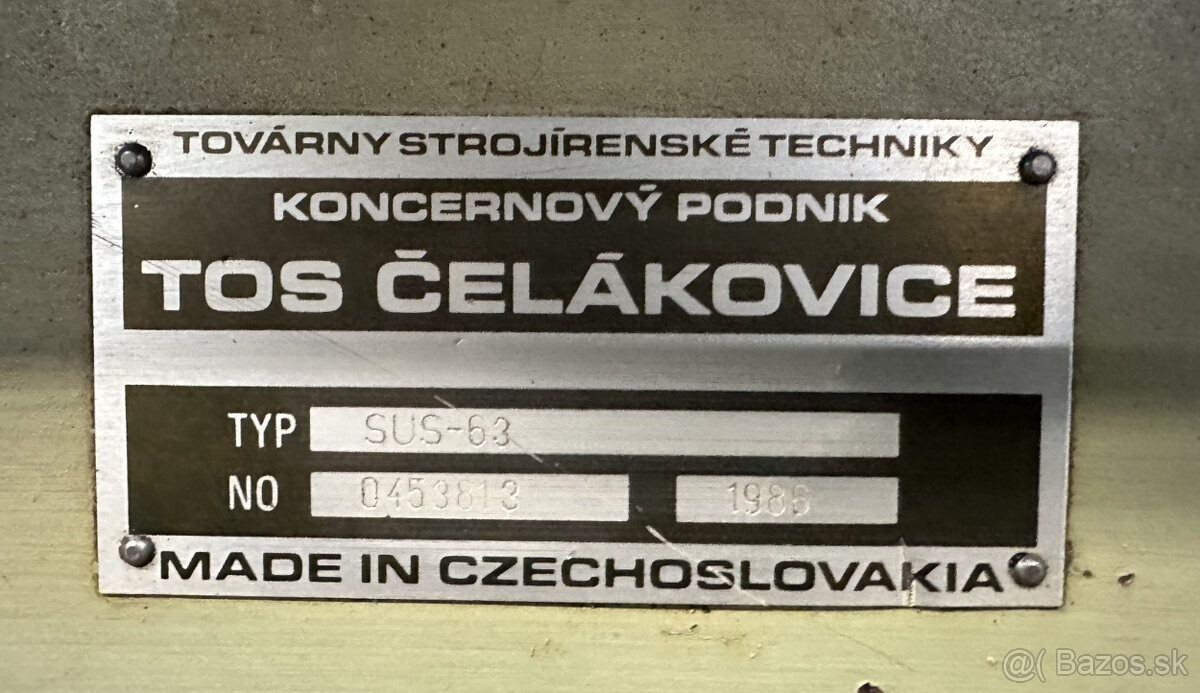 TOVÁRNY STROJÍRENSKÉ TECHNIKY
KONCERNOVÝ PODNIK
TOS ČELÁKOVICE
TYP SUS-63
NO 0453813 1986
MADE IN CZECHOSLOVAKIA
@( Bazos.sk